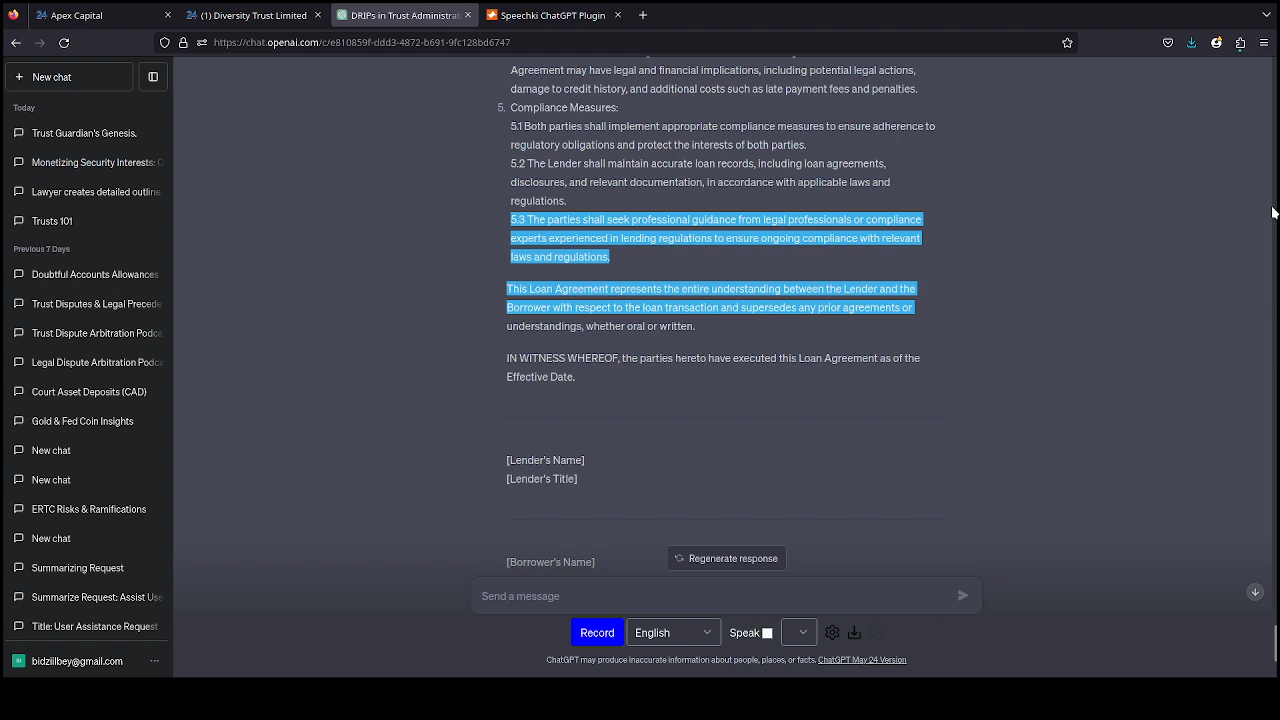 24 Apex Capital
24 (1) Diversity Trust Limited
DRIPs in Trust Administrat
Speechki ChatGPT Plugin
https://chat.openai.com/c/e810859f-ddd3-4872-b691-9fc128bd6747
New chat
Today
Trust Guardian's Genesis.
Monetizing Security Interests: O
Lawyer creates detailed outline
Trusts 101
Previous 7 Days
Doubtful Accounts Allowances
Trust Disputes & Legal Precede
Trust Dispute Arbitration Podca
Legal Dispute Arbitration Podca
Court Asset Deposits (CAD)
Gold & Fed Coin Insights
New chat
New chat
ERTC Risks & Ramifications
New chat
Summarizing Request
Summarize Request: Assist Use
Title: User Assistance Request
bidzillbey@gmail.com
Agreement may have legal and financial implications, including potential legal actions,
damage to credit history, and additional costs such as late payment fees and penalties.
5. Compliance Measures:
5.1 Both parties shall implement appropriate compliance measures to ensure adherence to
regulatory obligations and protect the interests of both parties.
5.2 The Lender shall maintain accurate loan records, including loan agreements,
disclosures, and relevant documentation, in accordance with applicable laws and
regulations.
5.3 The parties shall seek professional guidance from legal professionals or compliance
experts experienced in lending regulations to ensure ongoing compliance with relevant
laws and regulations.
This Loan Agreement represents the entire understanding between the Lender and the
Borrower with respect to the loan transaction and supersedes any prior agreements or
understandings, whether oral or written.
IN WITNESS WHEREOF, the parties hereto have executed this Loan Agreement as of the
Effective Date.
[Lender's Name]
[Lender's Title]
[Borrower's Name]
Regenerate response
Send a message
Record
English
Speak
ChatGPT may produce inaccurate information about people, places, or facts. ChatGPT May 24 Version